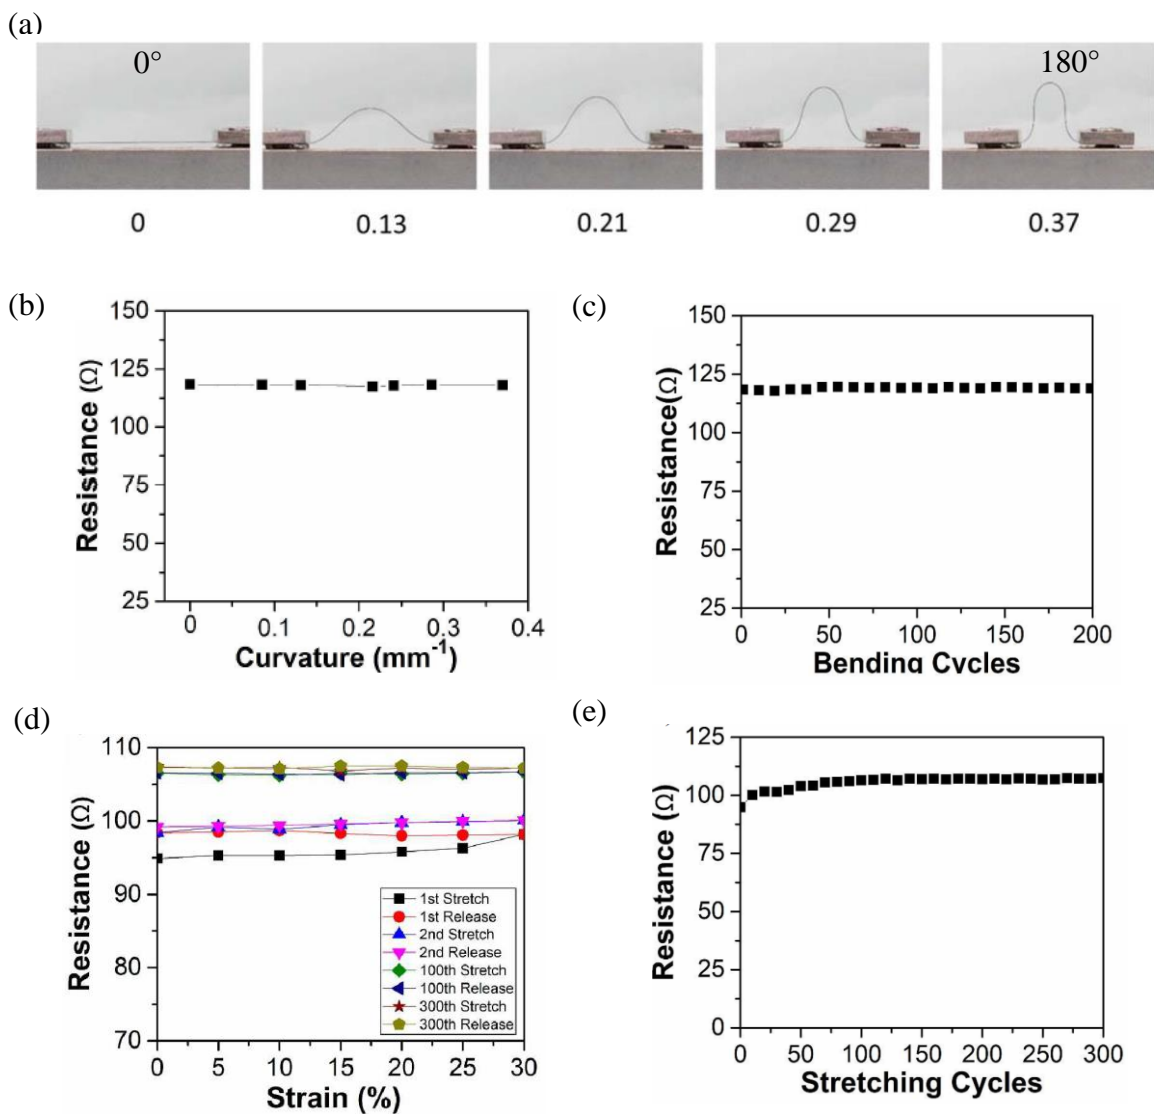 (a)
0°
180°
0 0.13 0.21 0.29 0.37
(b)
150
125
100
75
50
25
0 0.1 0.2 0.3 0.4
Resistance (Ω)
Curvature (mm⁻¹)
(c)
150
125
100
75
50
25
0 50 100 150 200
Resistance(Ω)
Bending Cycles
(d)
110
100
90
80
70
0 5 10 15 20 25 30
Resistance (Ω)
Strain (%)
1st Stretch
1st Release
2nd Stretch
2nd Release
100th Stretch
100th Release
300th Stretch
300th Release
(e)
125
100
75
50
25
0
0 50 100 150 200 250 300
Resistance (Ω)
Stretching Cycles